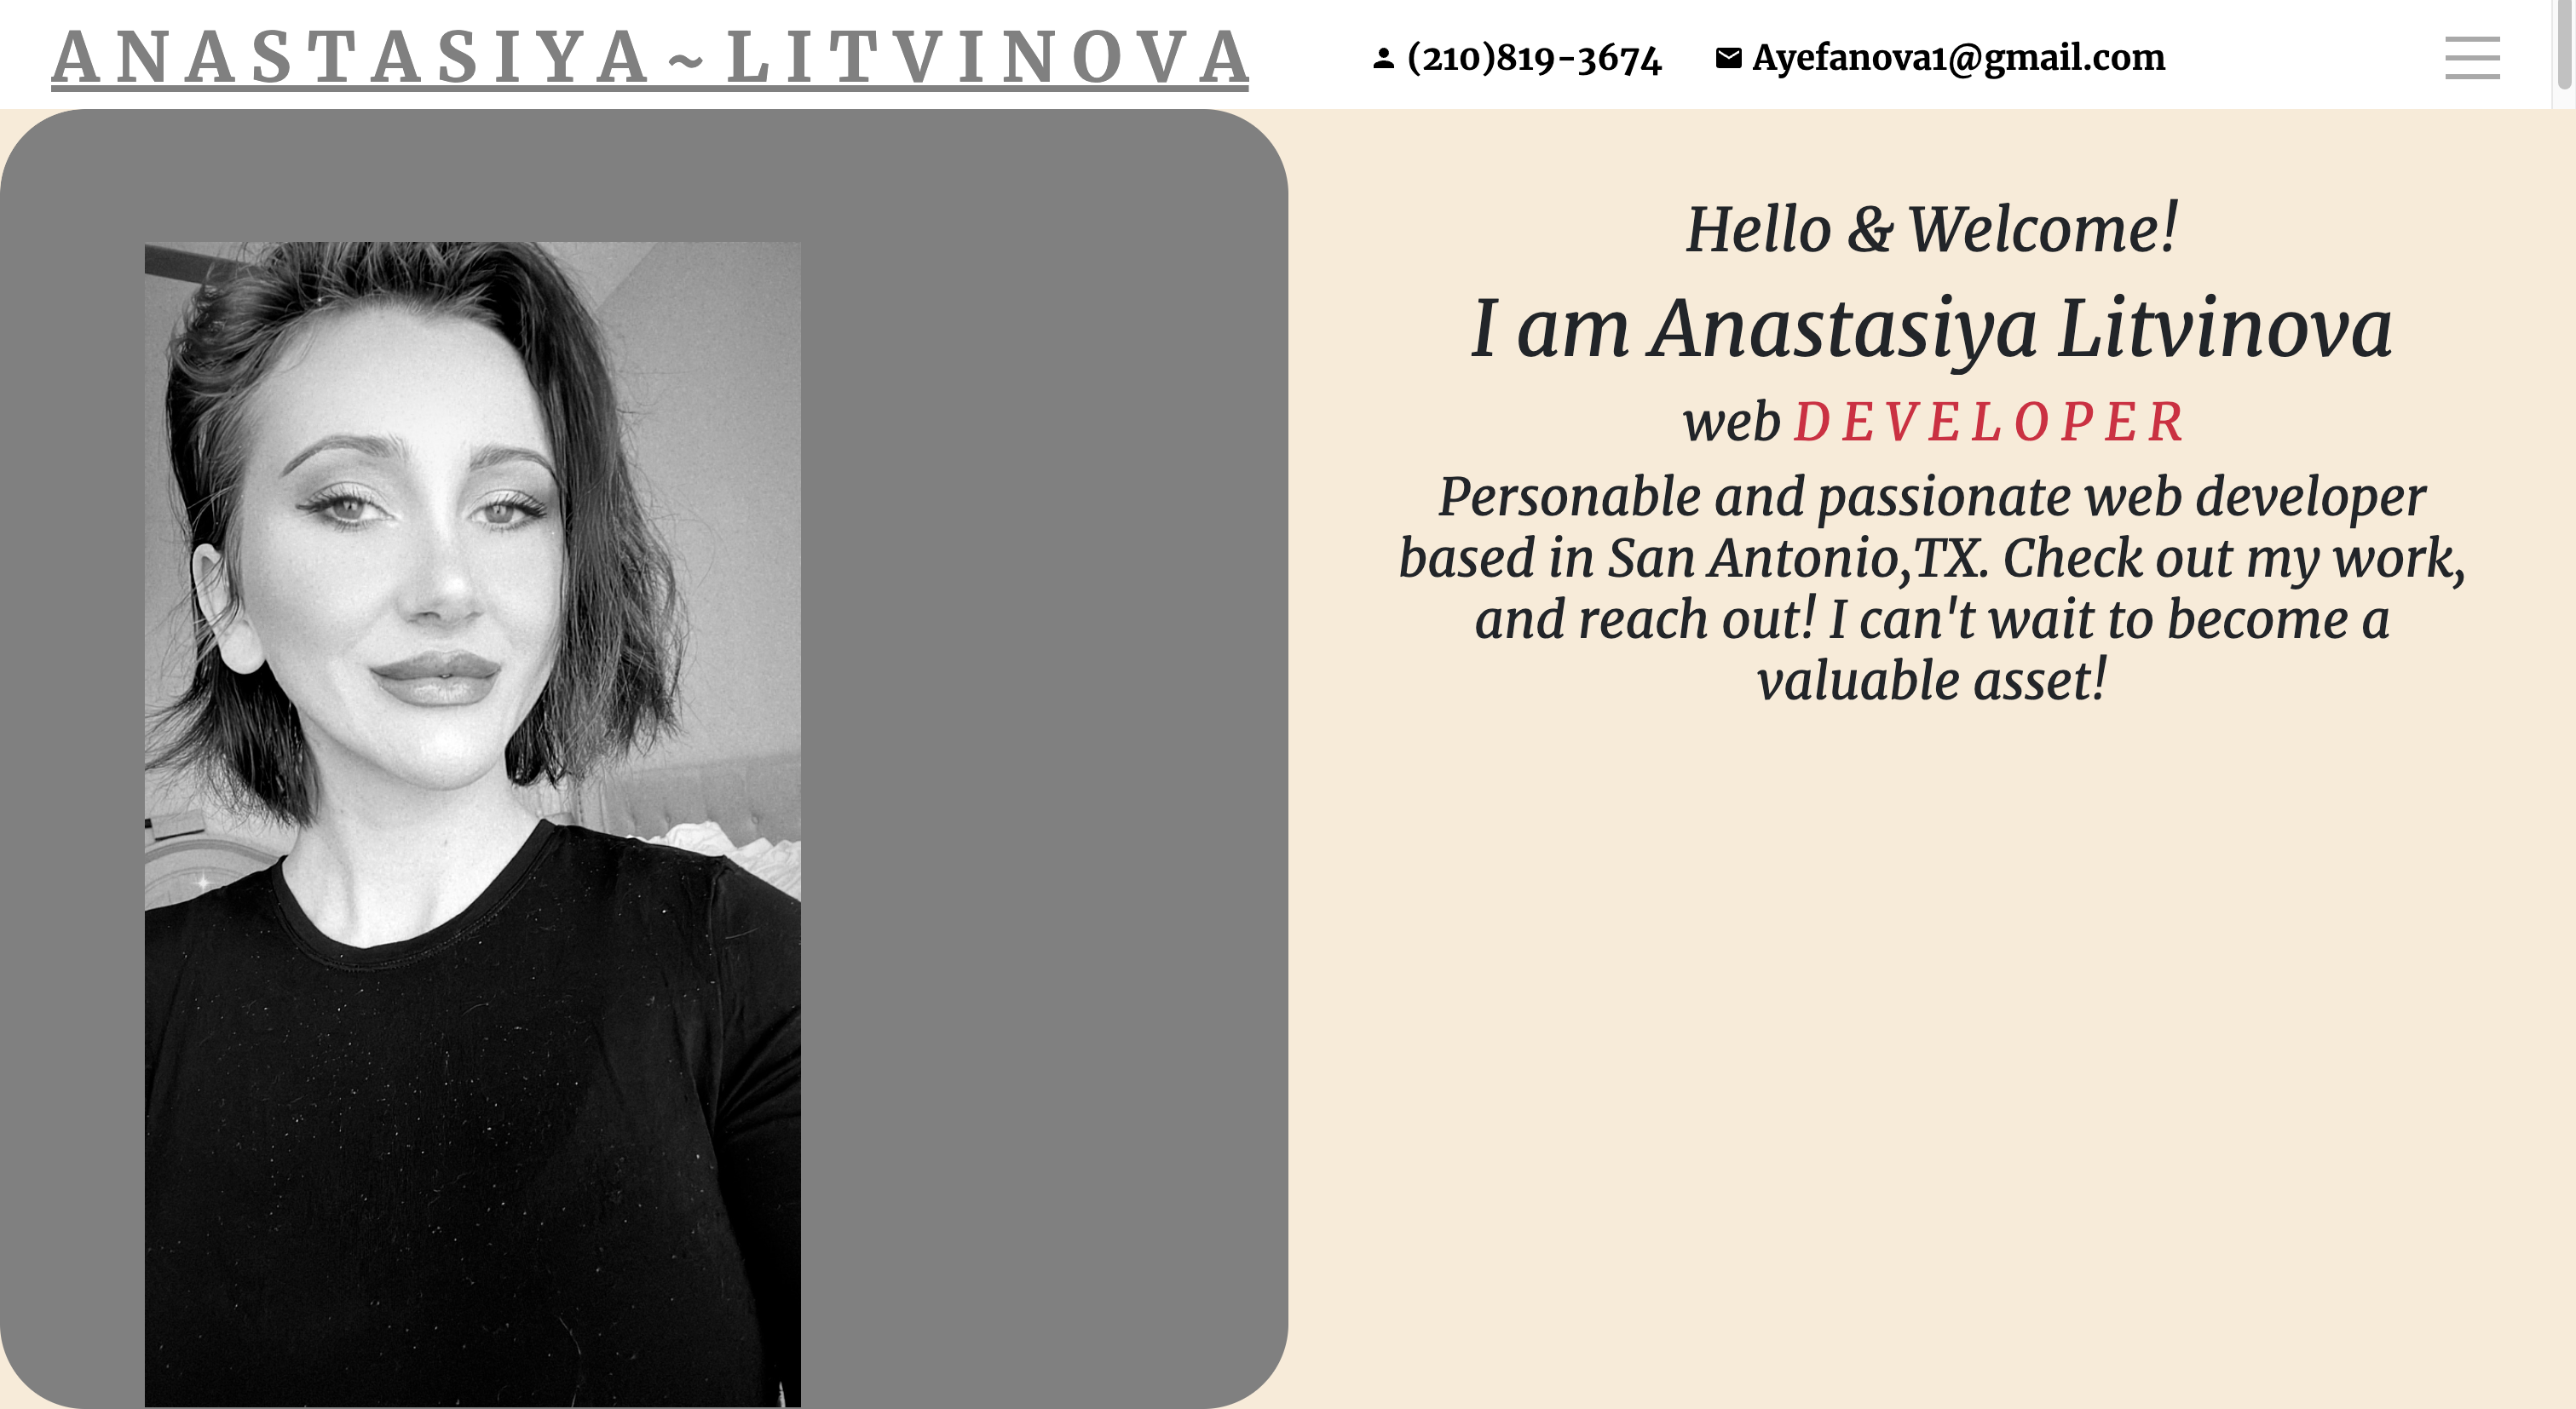 ANASTASIYA~LITVINOVA
(210)819-3674 Ayefanova1@gmail.com
Hello & Welcome!
I am Anastasiya Litvinova
web DEVELOPER
Personable and passionate web developer
based in San Antonio,TX. Check out my work,
and reach out! I can't wait to become a
valuable asset!